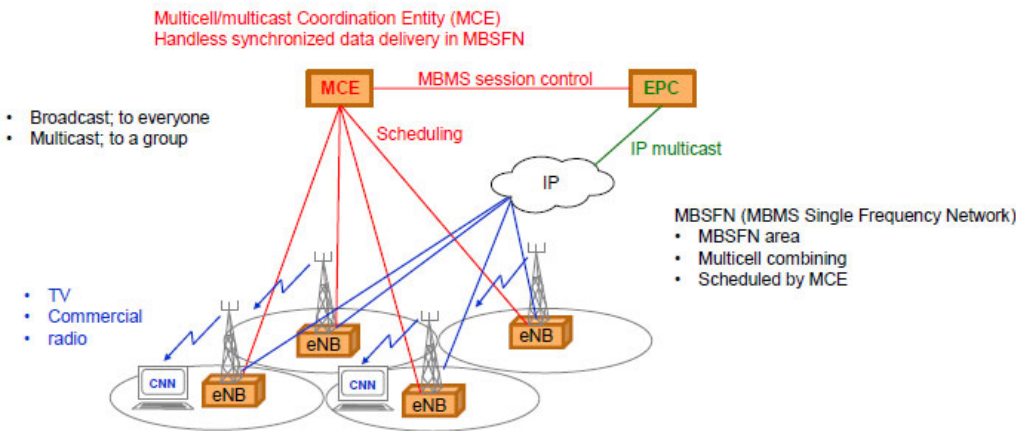 Multicell/multicast Coordination Entity (MCE)
Handless synchronized data delivery in MBSFN
MCE
MBMS session control
EPC
• Broadcast; to everyone
• Multicast; to a group
Scheduling
IP multicast
IP
MBSFN (MBMS Single Frequency Network)
• MBSFN area
• Multicell combining
• Scheduled by MCE
• TV
• Commercial
• radio
eNB
eNB
CNN
eNB
CNN
eNB